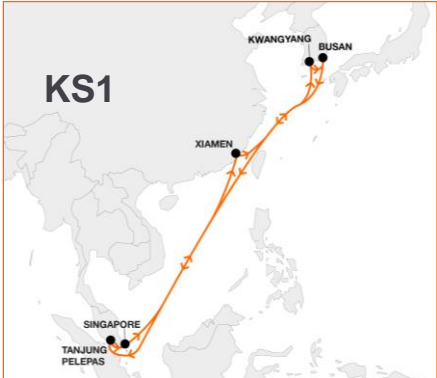 KWANGYANG
BUSAN
KS1
XIAMEN
SINGAPORE
TANJUNG
PELEPAS